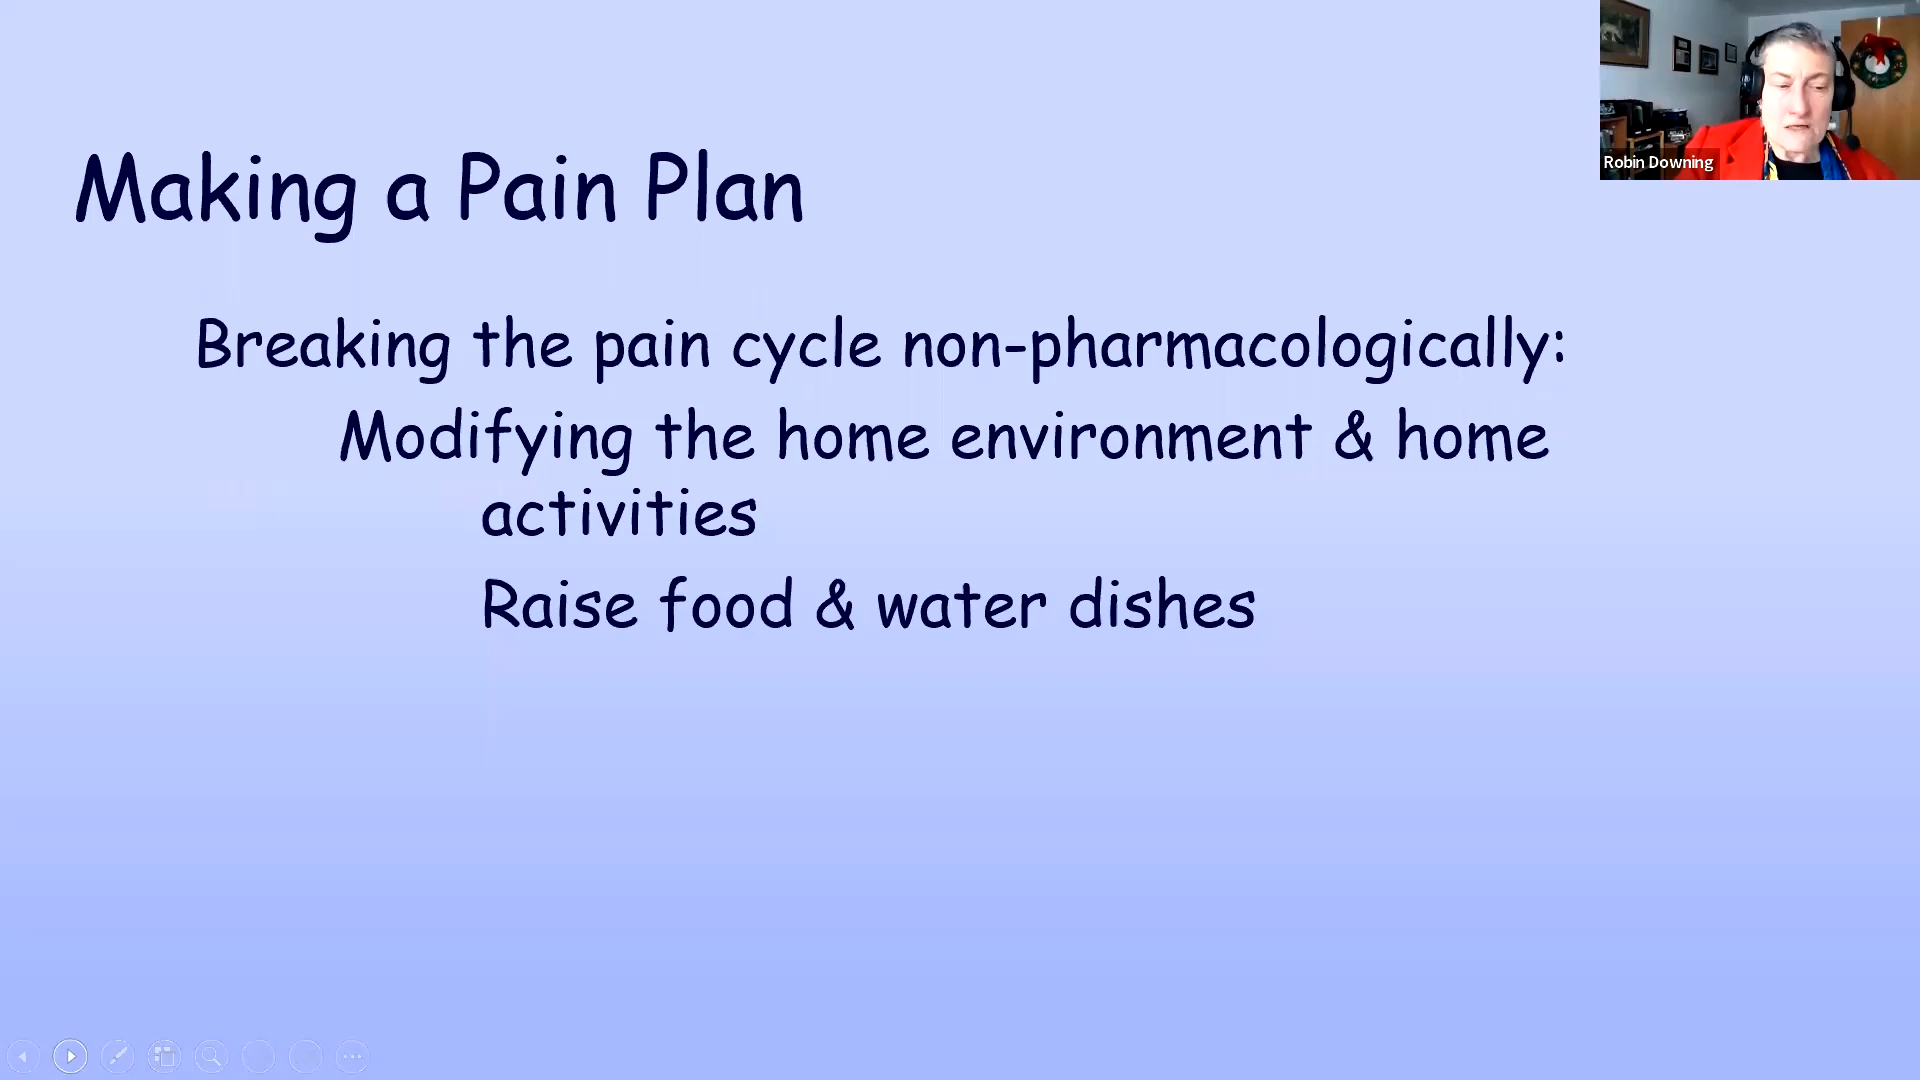 Making a Pain Plan
Robin Downing
Breaking the pain cycle non-pharmacologically:
Modifying the home environment & home
activities
Raise food & water dishes